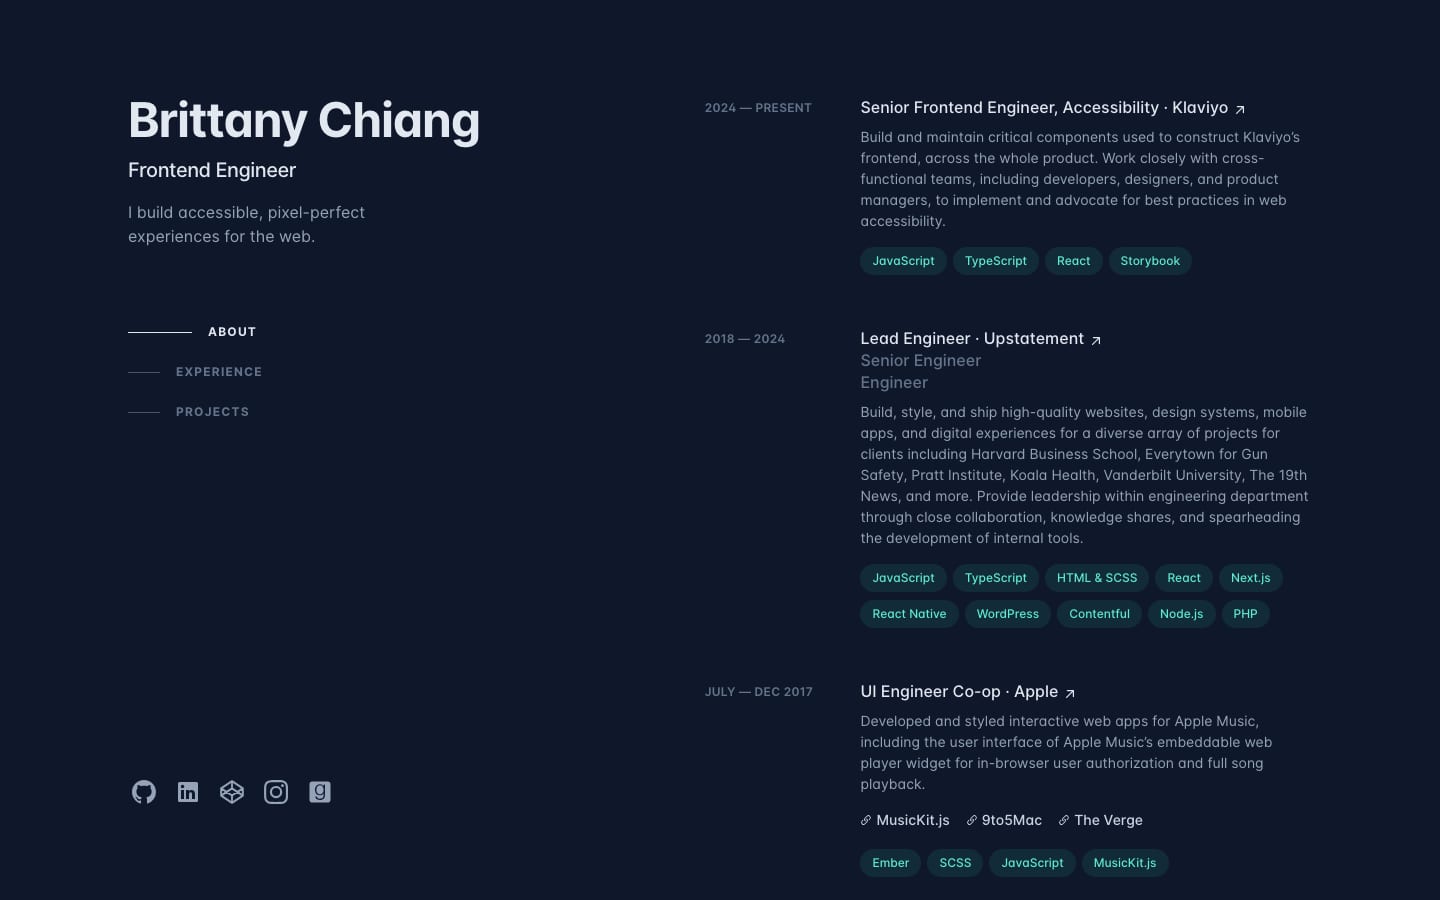 Brittany Chiang
Frontend Engineer
I build accessible, pixel-perfect
experiences for the web.
ABOUT
EXPERIENCE
PROJECTS
2024 — PRESENT
Senior Frontend Engineer, Accessibility · Klaviyo
Build and maintain critical components used to construct Klaviyo’s
frontend, across the whole product. Work closely with cross-
functional teams, including developers, designers, and product
managers, to implement and advocate for best practices in web
accessibility.
JavaScript TypeScript React Storybook
2018 — 2024
Lead Engineer · Upstatement
Senior Engineer
Engineer
Build, style, and ship high-quality websites, design systems, mobile
apps, and digital experiences for a diverse array of projects for
clients including Harvard Business School, Everytown for Gun
Safety, Pratt Institute, Koala Health, Vanderbilt University, The 19th
News, and more. Provide leadership within engineering department
through close collaboration, knowledge shares, and spearheading
the development of internal tools.
JavaScript TypeScript HTML & SCSS React Next.js
React Native WordPress Contentful Node.js PHP
JULY — DEC 2017
UI Engineer Co-op · Apple
Developed and styled interactive web apps for Apple Music,
including the user interface of Apple Music’s embeddable web
player widget for in-browser user authorization and full song
playback.
MusicKit.js 9to5Mac The Verge
Ember SCSS JavaScript MusicKit.js